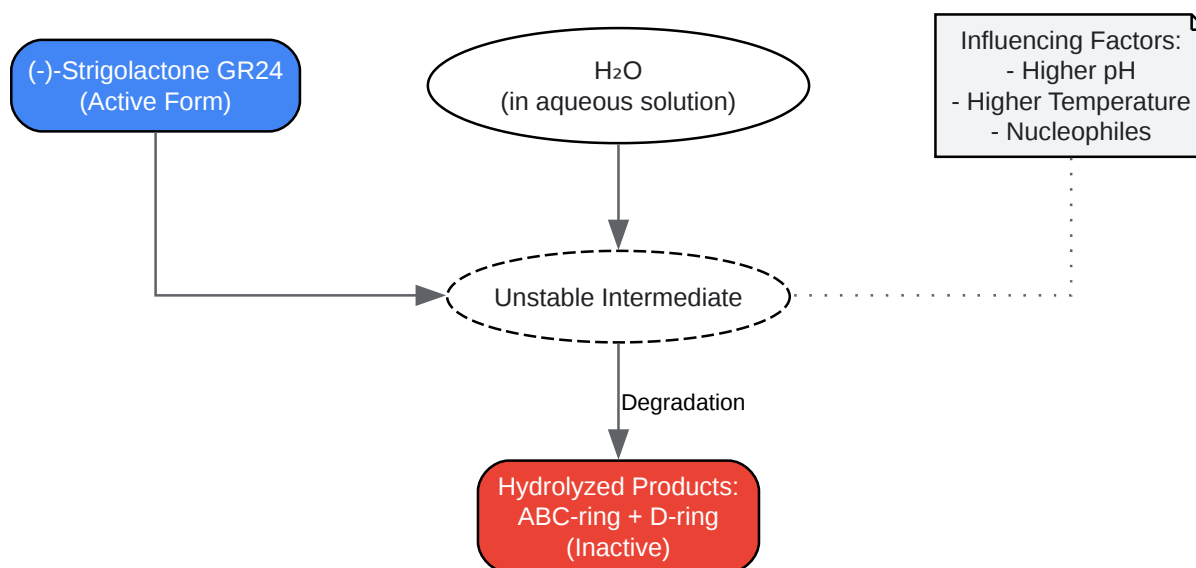 (-)-Strigolactone GR24
(Active Form)
H₂O
(in aqueous solution)
Influencing Factors:
- Higher pH
- Higher Temperature
- Nucleophiles
Unstable Intermediate
Degradation
Hydrolyzed Products:
ABC-ring + D-ring
(Inactive)